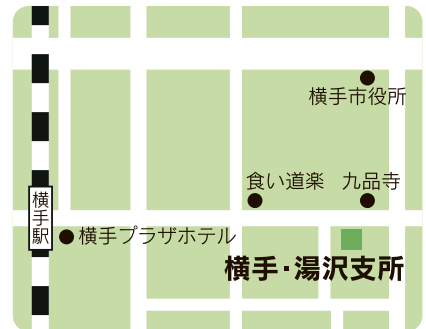 横手市役所
食い道楽
九品寺
横手駅
横手プラザホテル
横手・湯沢支所